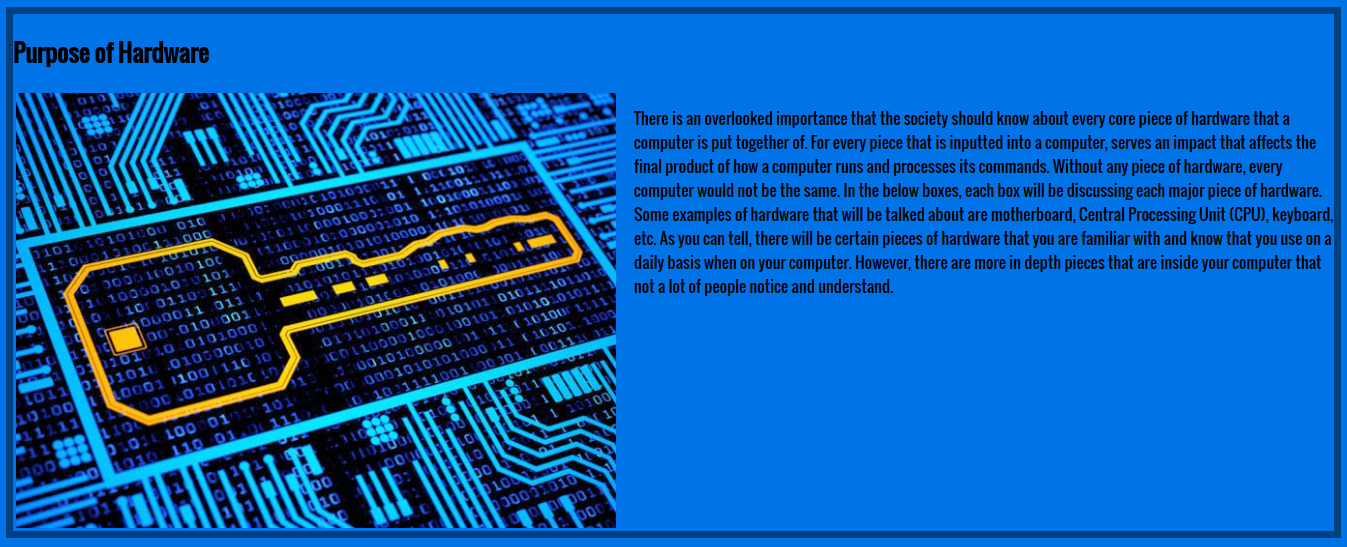 Purpose of Hardware
There is an overlooked importance that the society should know about every core piece of hardware that a
computer is put together of. For every piece that is inputted into a computer, serves an impact that affects the
final product of how a computer runs and processes its commands. Without any piece of hardware, every
computer would not be the same. In the below boxes, each box will be discussing each major piece of hardware.
Some examples of hardware that will be talked about are motherboard, Central Processing Unit (CPU), keyboard,
etc. As you can tell, there will be certain pieces of hardware that you are familiar with and know that you use on a
daily basis when on your computer. However, there are more in depth pieces that are inside your computer that
not a lot of people notice and understand.